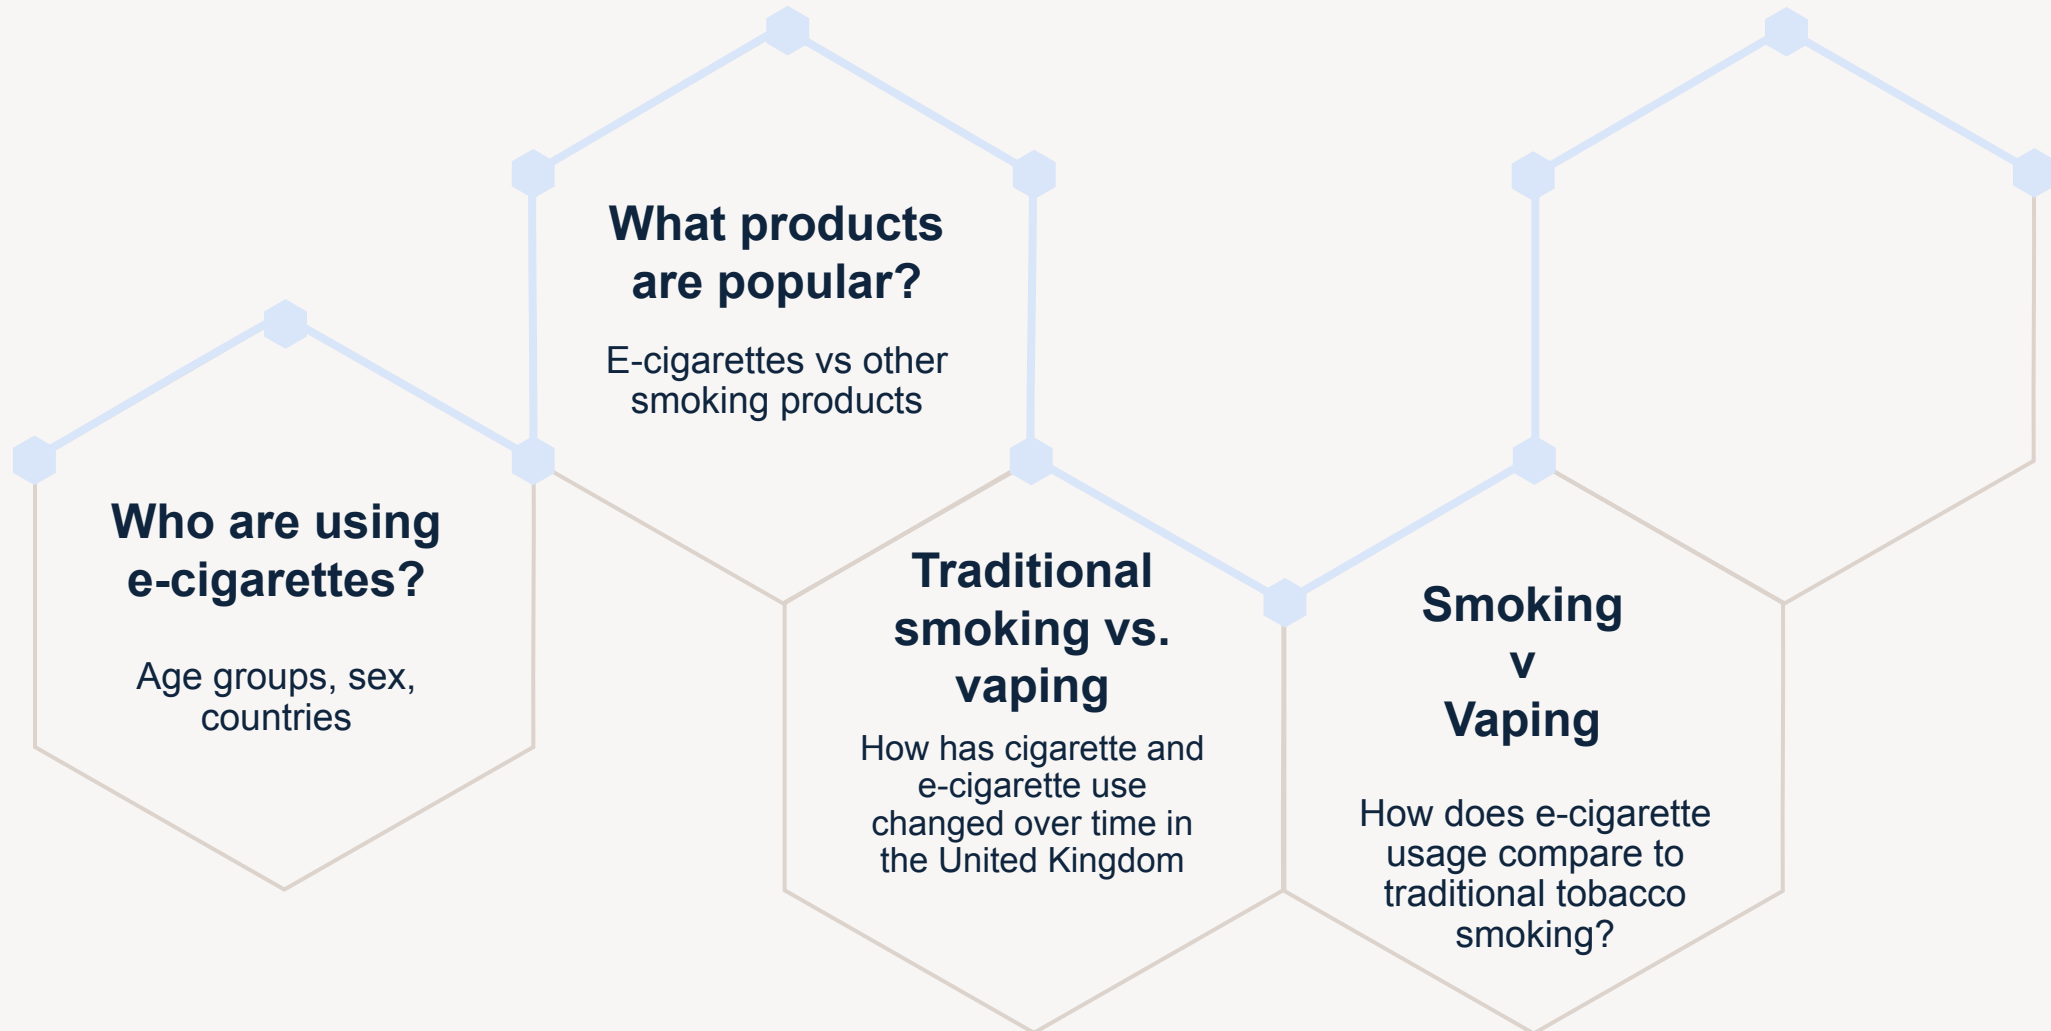 Who are using
e-cigarettes?
Age groups, sex,
countries
What products
are popular?
E-cigarettes vs other
smoking products
Traditional
smoking vs.
vaping
How has cigarette and
e-cigarette use
changed over time in
the United Kingdom
Smoking
v
Vaping
How does e-cigarette
usage compare to
traditional tobacco
smoking?